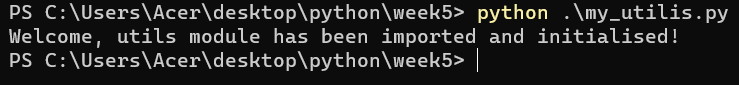 PS C:\Users\Acer\desktop\python\week5> python .\my_utilis.py
Welcome, utils module has been imported and initialised!
PS C:\Users\Acer\desktop\python\week5>